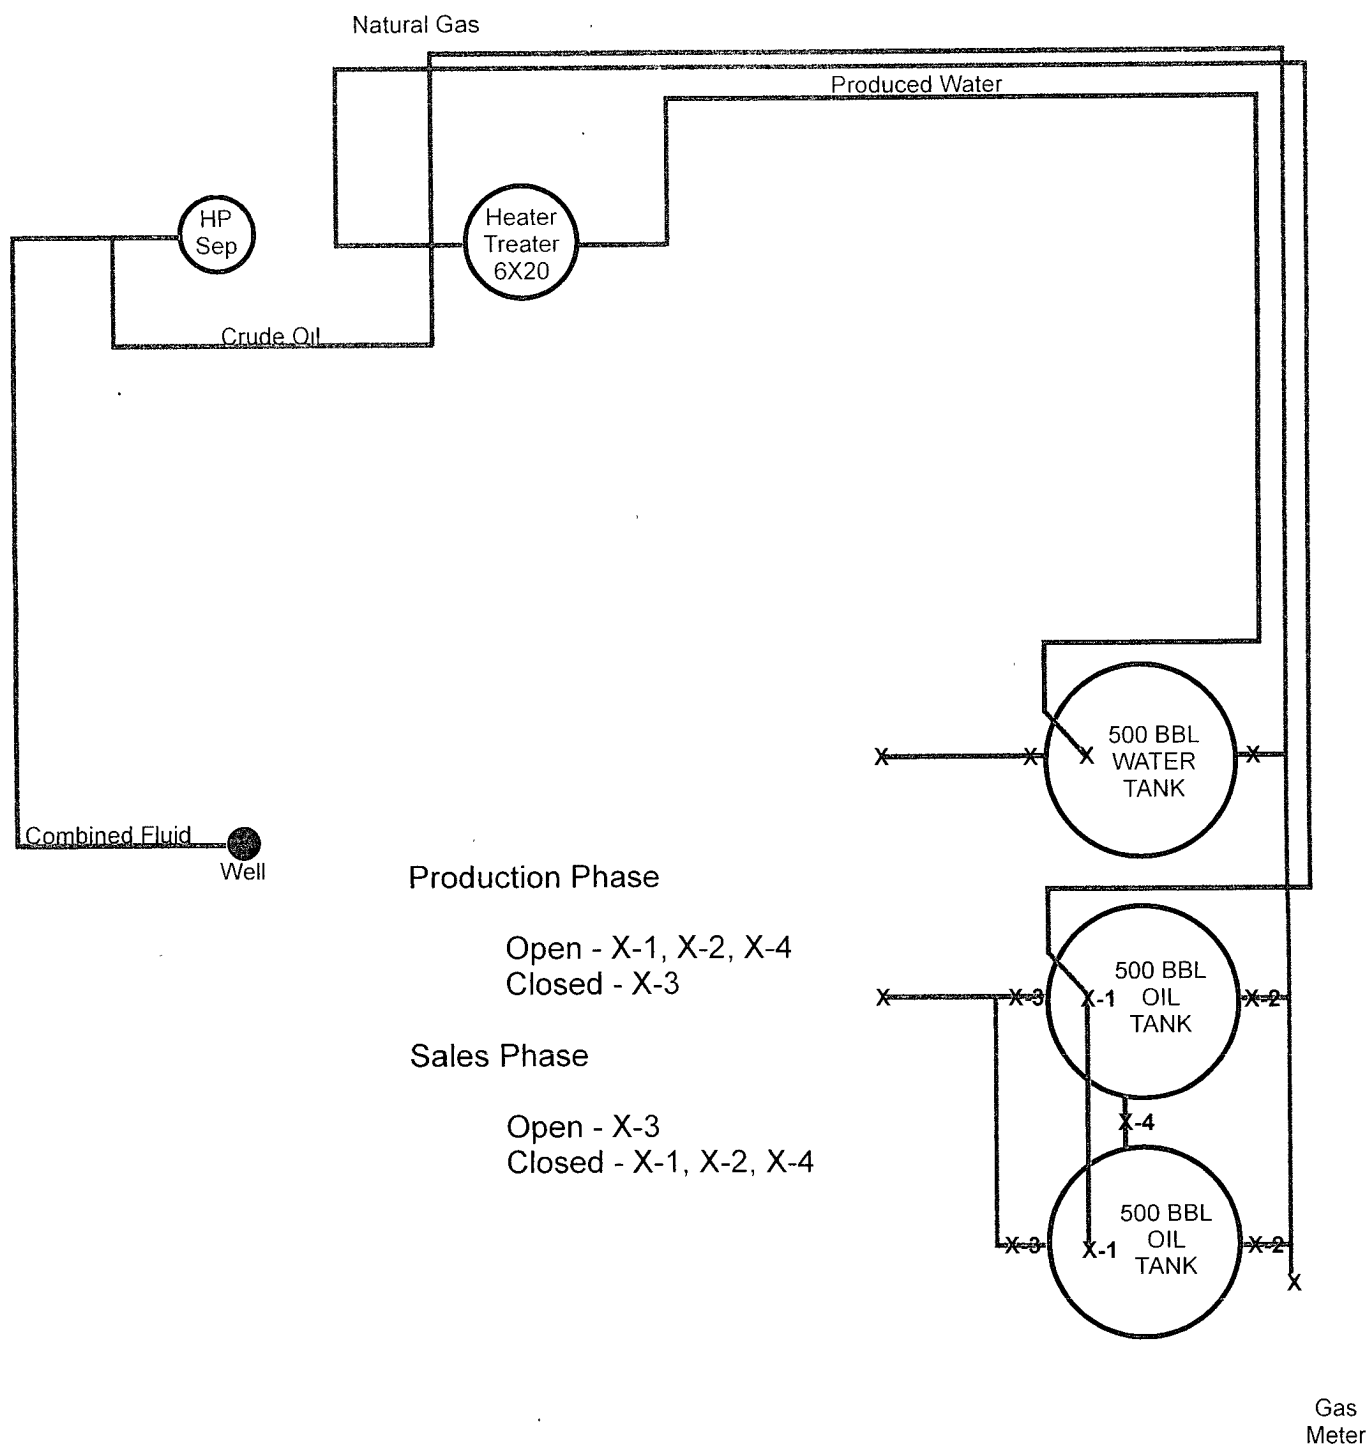 Natural Gas
Produced Water
HP
Sep
Heater
Treater
6X20
Crude Oil
Combined Fluid
Well
500 BBL
WATER
TANK
X
X
X
X
Production Phase
Open - X-1, X-2, X-4
Closed - X-3
Sales Phase
Open - X-3
Closed - X-1, X-2, X-4
X
X-3
X-1
500 BBL
OIL
TANK
X-2
X-4
X-3
X-1
500 BBL
OIL
TANK
X-2
X
Gas
Meter